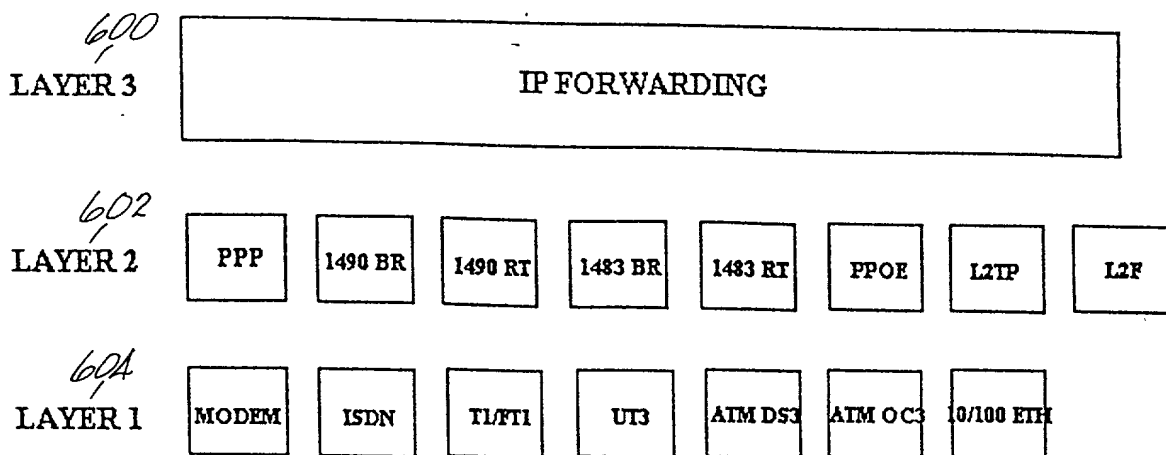 600
LAYER 3
IP FORWARDING
602
LAYER 2
PPP
1490 BR
1490 RT
1483 BR
1483 RT
PPOE
L2TP
L2F
604
LAYER 1
MODEM
ISDN
T1/FT1
UT3
ATM DS3
ATM OC3
10/100 ETH